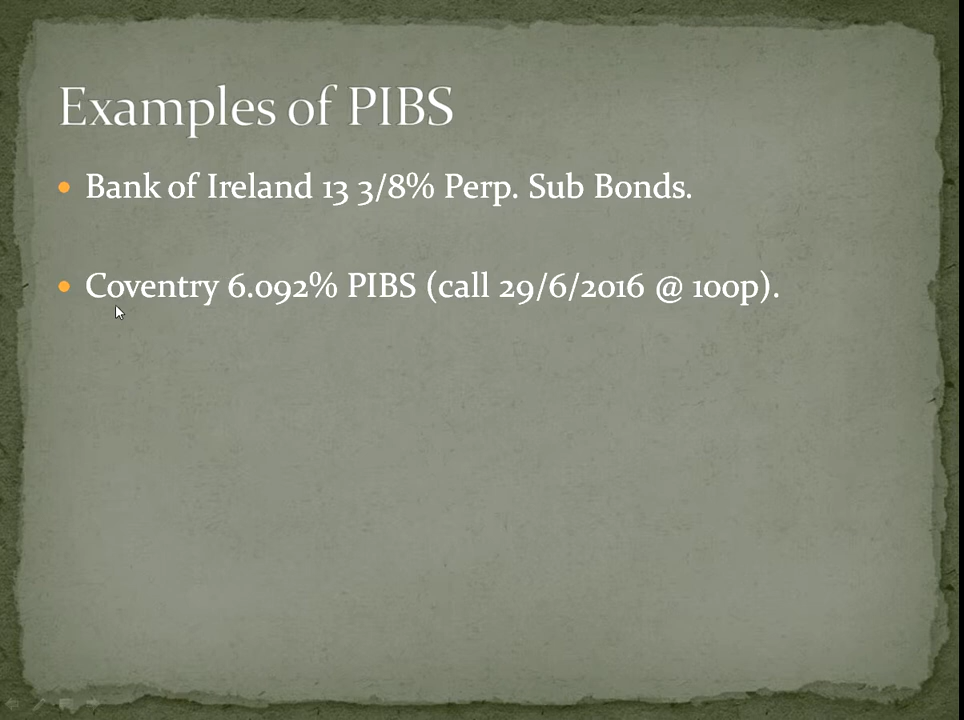 Examples of PIBS
Bank of Ireland 13 3/8% Perp. Sub Bonds.
Coventry 6.092% PIBS (call 29/6/2016 @ 100p).